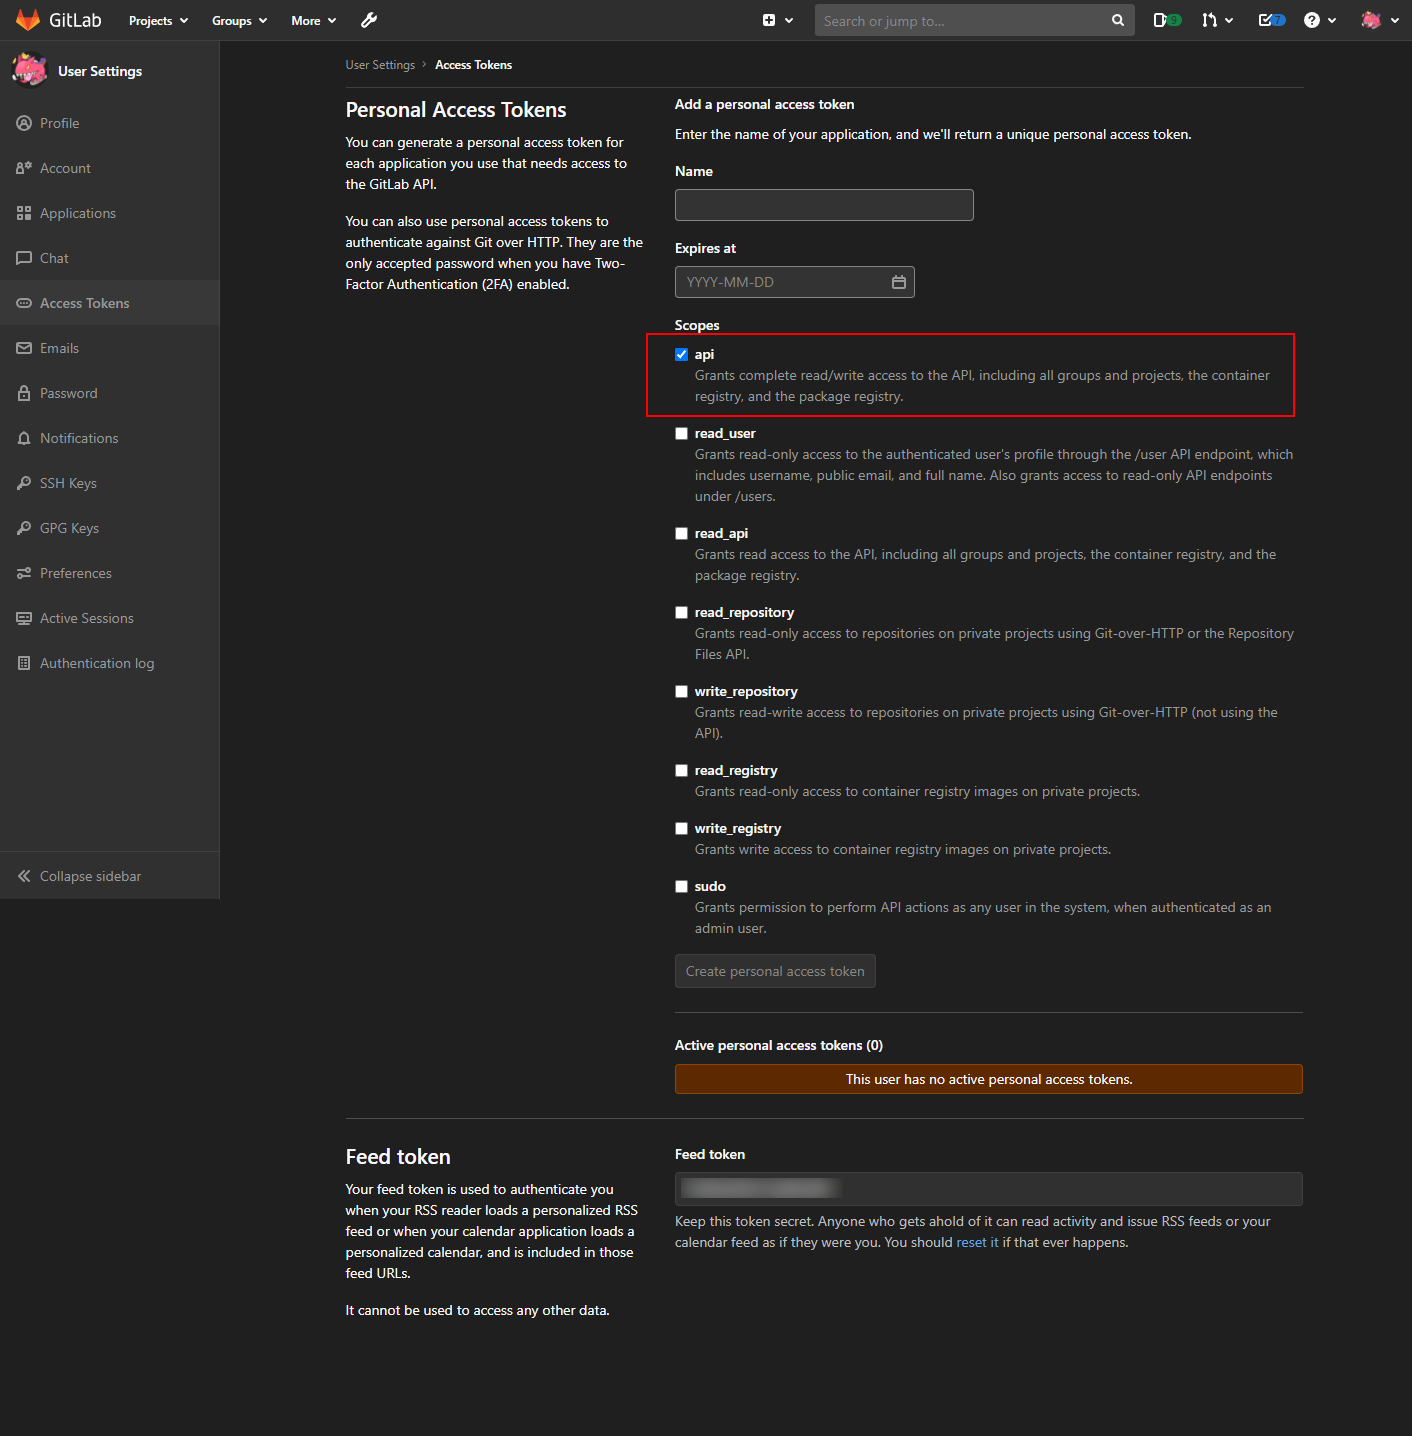 GitLab
Projects
Groups
More
Search or jump to...
9
7
User Settings
Profile
Account
Applications
Chat
Access Tokens
Emails
Password
Notifications
SSH Keys
GPG Keys
Preferences
Active Sessions
Authentication log
Collapse sidebar
User Settings › Access Tokens
Personal Access Tokens
You can generate a personal access token for
each application you use that needs access to
the GitLab API.
You can also use personal access tokens to
authenticate against Git over HTTP. They are the
only accepted password when you have Two-
Factor Authentication (2FA) enabled.
Add a personal access token
Enter the name of your application, and we'll return a unique personal access token.
Name
Expires at
YYYY-MM-DD
Scopes
api
Grants complete read/write access to the API, including all groups and projects, the container
registry, and the package registry.
read_user
Grants read-only access to the authenticated user's profile through the /user API endpoint, which
includes username, public email, and full name. Also grants access to read-only API endpoints
under /users.
read_api
Grants read access to the API, including all groups and projects, the container registry, and the
package registry.
read_repository
Grants read-only access to repositories on private projects using Git-over-HTTP or the Repository
Files API.
write_repository
Grants read-write access to repositories on private projects using Git-over-HTTP (not using the
API).
read_registry
Grants read-only access to container registry images on private projects.
write_registry
Grants write access to container registry images on private projects.
sudo
Grants permission to perform API actions as any user in the system, when authenticated as an
admin user.
Create personal access token
Active personal access tokens (0)
This user has no active personal access tokens.
Feed token
Your feed token is used to authenticate you
when your RSS reader loads a personalized RSS
feed or when your calendar application loads a
personalized calendar, and is included in those
feed URLs.
It cannot be used to access any other data.
Feed token
Keep this token secret. Anyone who gets ahold of it can read activity and issue RSS feeds or your
calendar feed as if they were you. You should reset it if that ever happens.